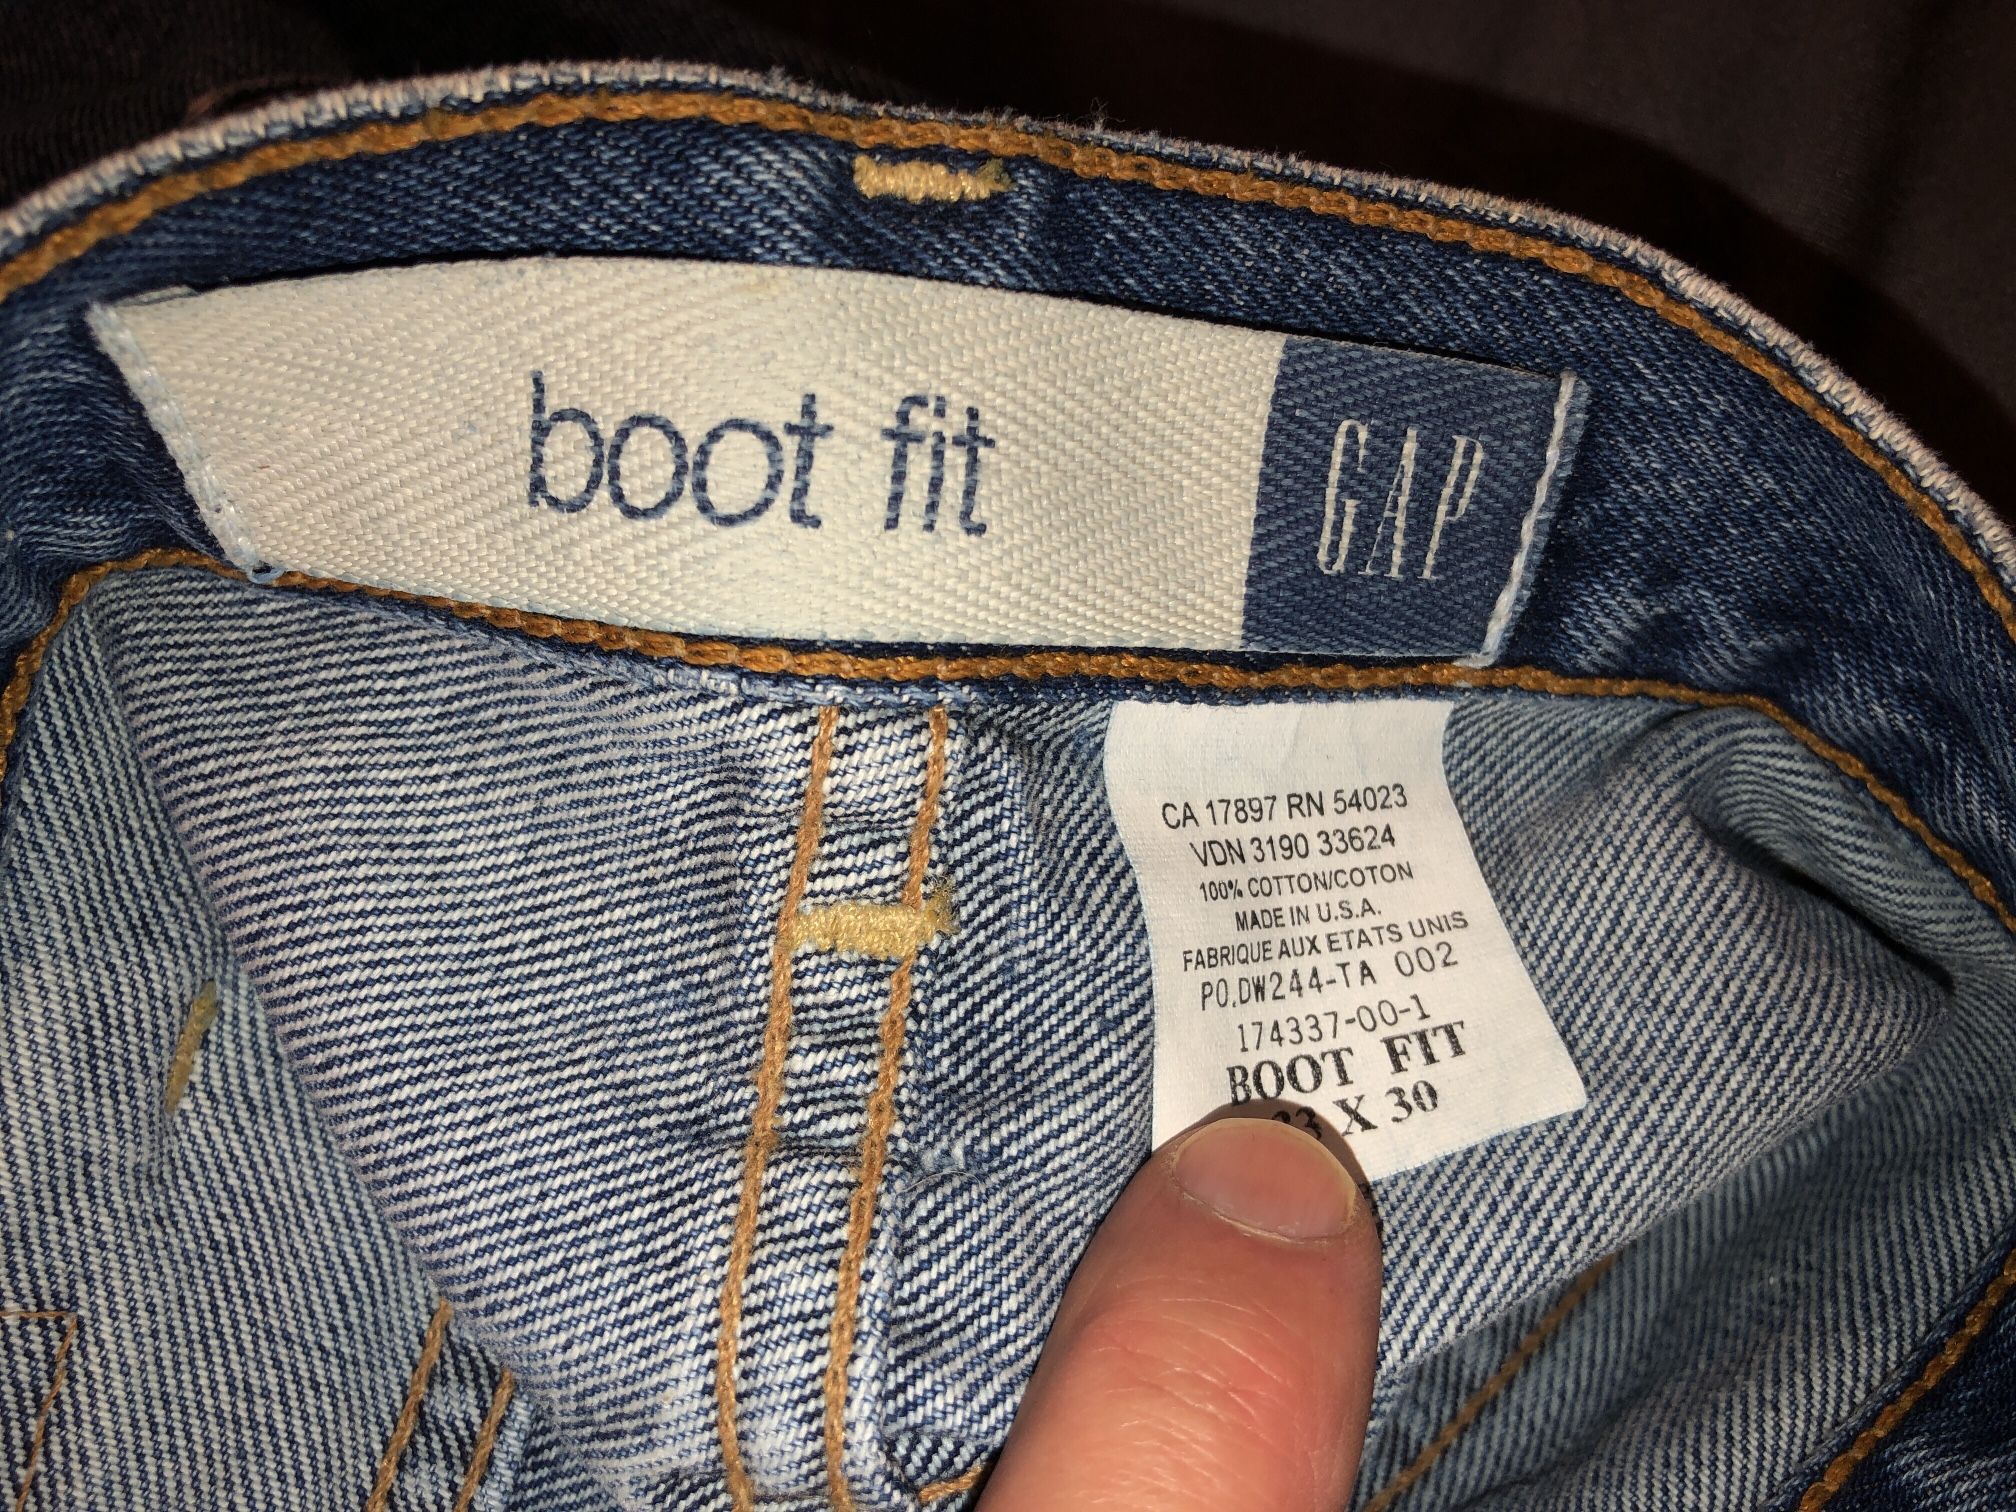 boot fit
GAP
CA 17897 RN 54023
VDN 3190 33624
100% COTTON/COTON
MADE IN U.S.A.
FABRIQUE AUX ETATS UNIS
PO.DW244-TA 002
174337-00-1
BOOT FIT
X 30